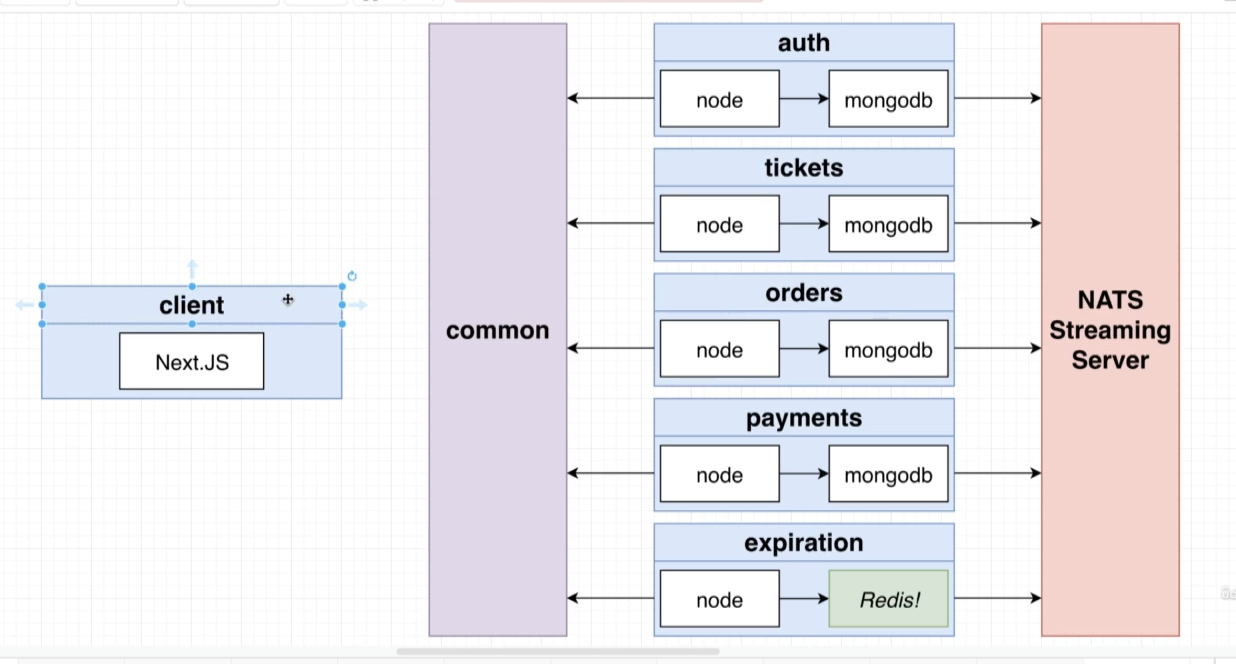 client
Next.JS
common
auth
node
mongodb
tickets
node
mongodb
orders
node
mongodb
payments
node
mongodb
expiration
node
Redis!
NATS
Streaming
Server